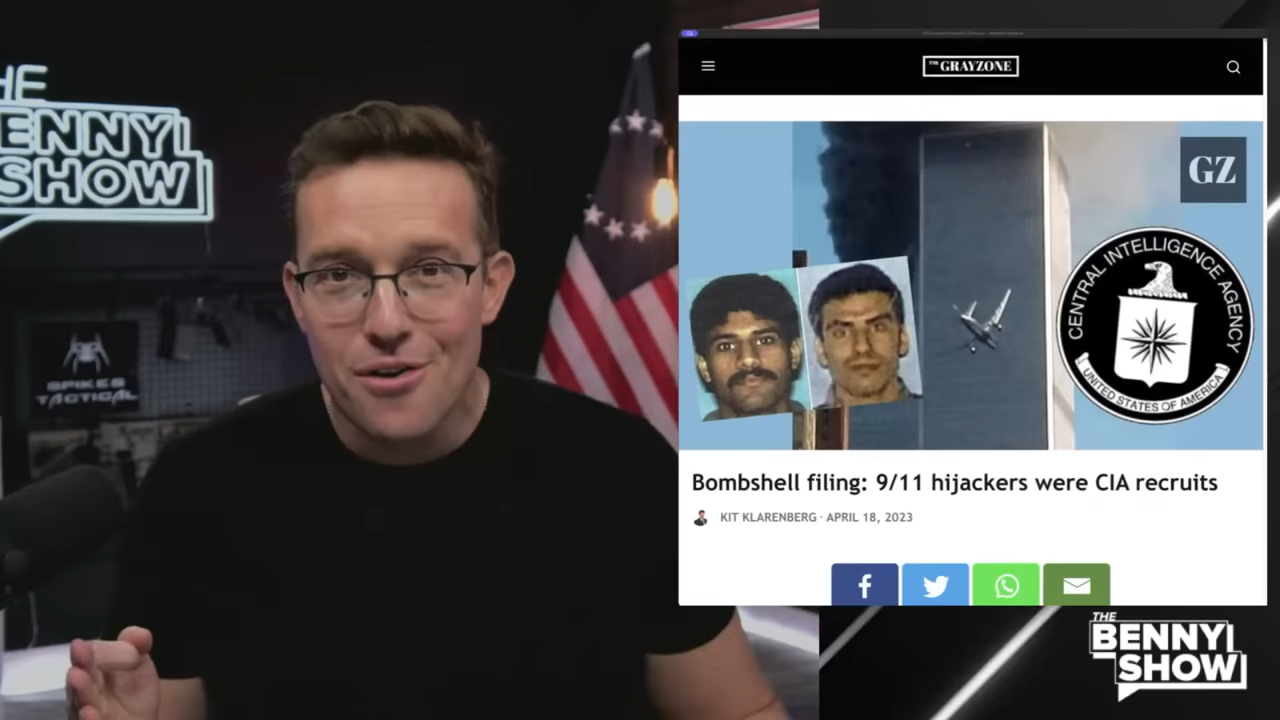 THE
BENNY
SHOW
SPIKES
TACTICAL
THE GRAYZONE
GZ
CENTRAL INTELLIGENCE AGENCY
UNITED STATES OF AMERICA
Bombshell filing: 9/11 hijackers were CIA recruits
KIT KLARENBERG · APRIL 18, 2023
THE
BENNY
SHOW